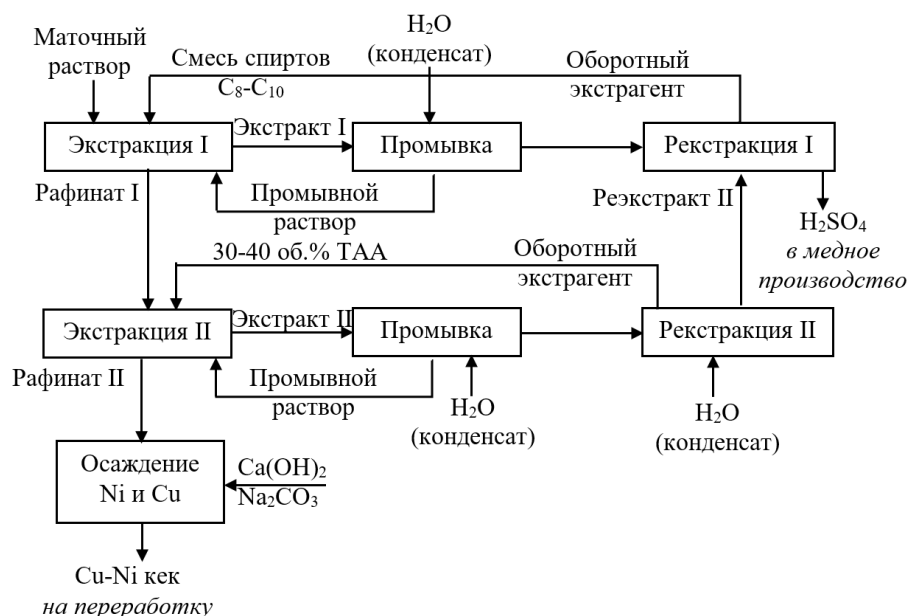 Маточный
раствор
Смесь спиртов
C₈-C₁₀
H₂O
(конденсат)
Оборотный
экстрагент
Экстракция I
Экстракт I
Промывка
Рекстракция I
Рафинат I
Промывной
раствор
Реэкстракт II
H₂SO₄
в медное
производство
30-40 об.% ТАА
Оборотный
экстрагент
Экстракция II
Экстракт II
Промывка
Рекстракция II
Рафинат II
Промывной
раствор
H₂O
(конденсат)
H₂O
(конденсат)
Осаждение
Ni и Cu
Ca(OH)₂
Na₂CO₃
Cu-Ni кек
на переработку